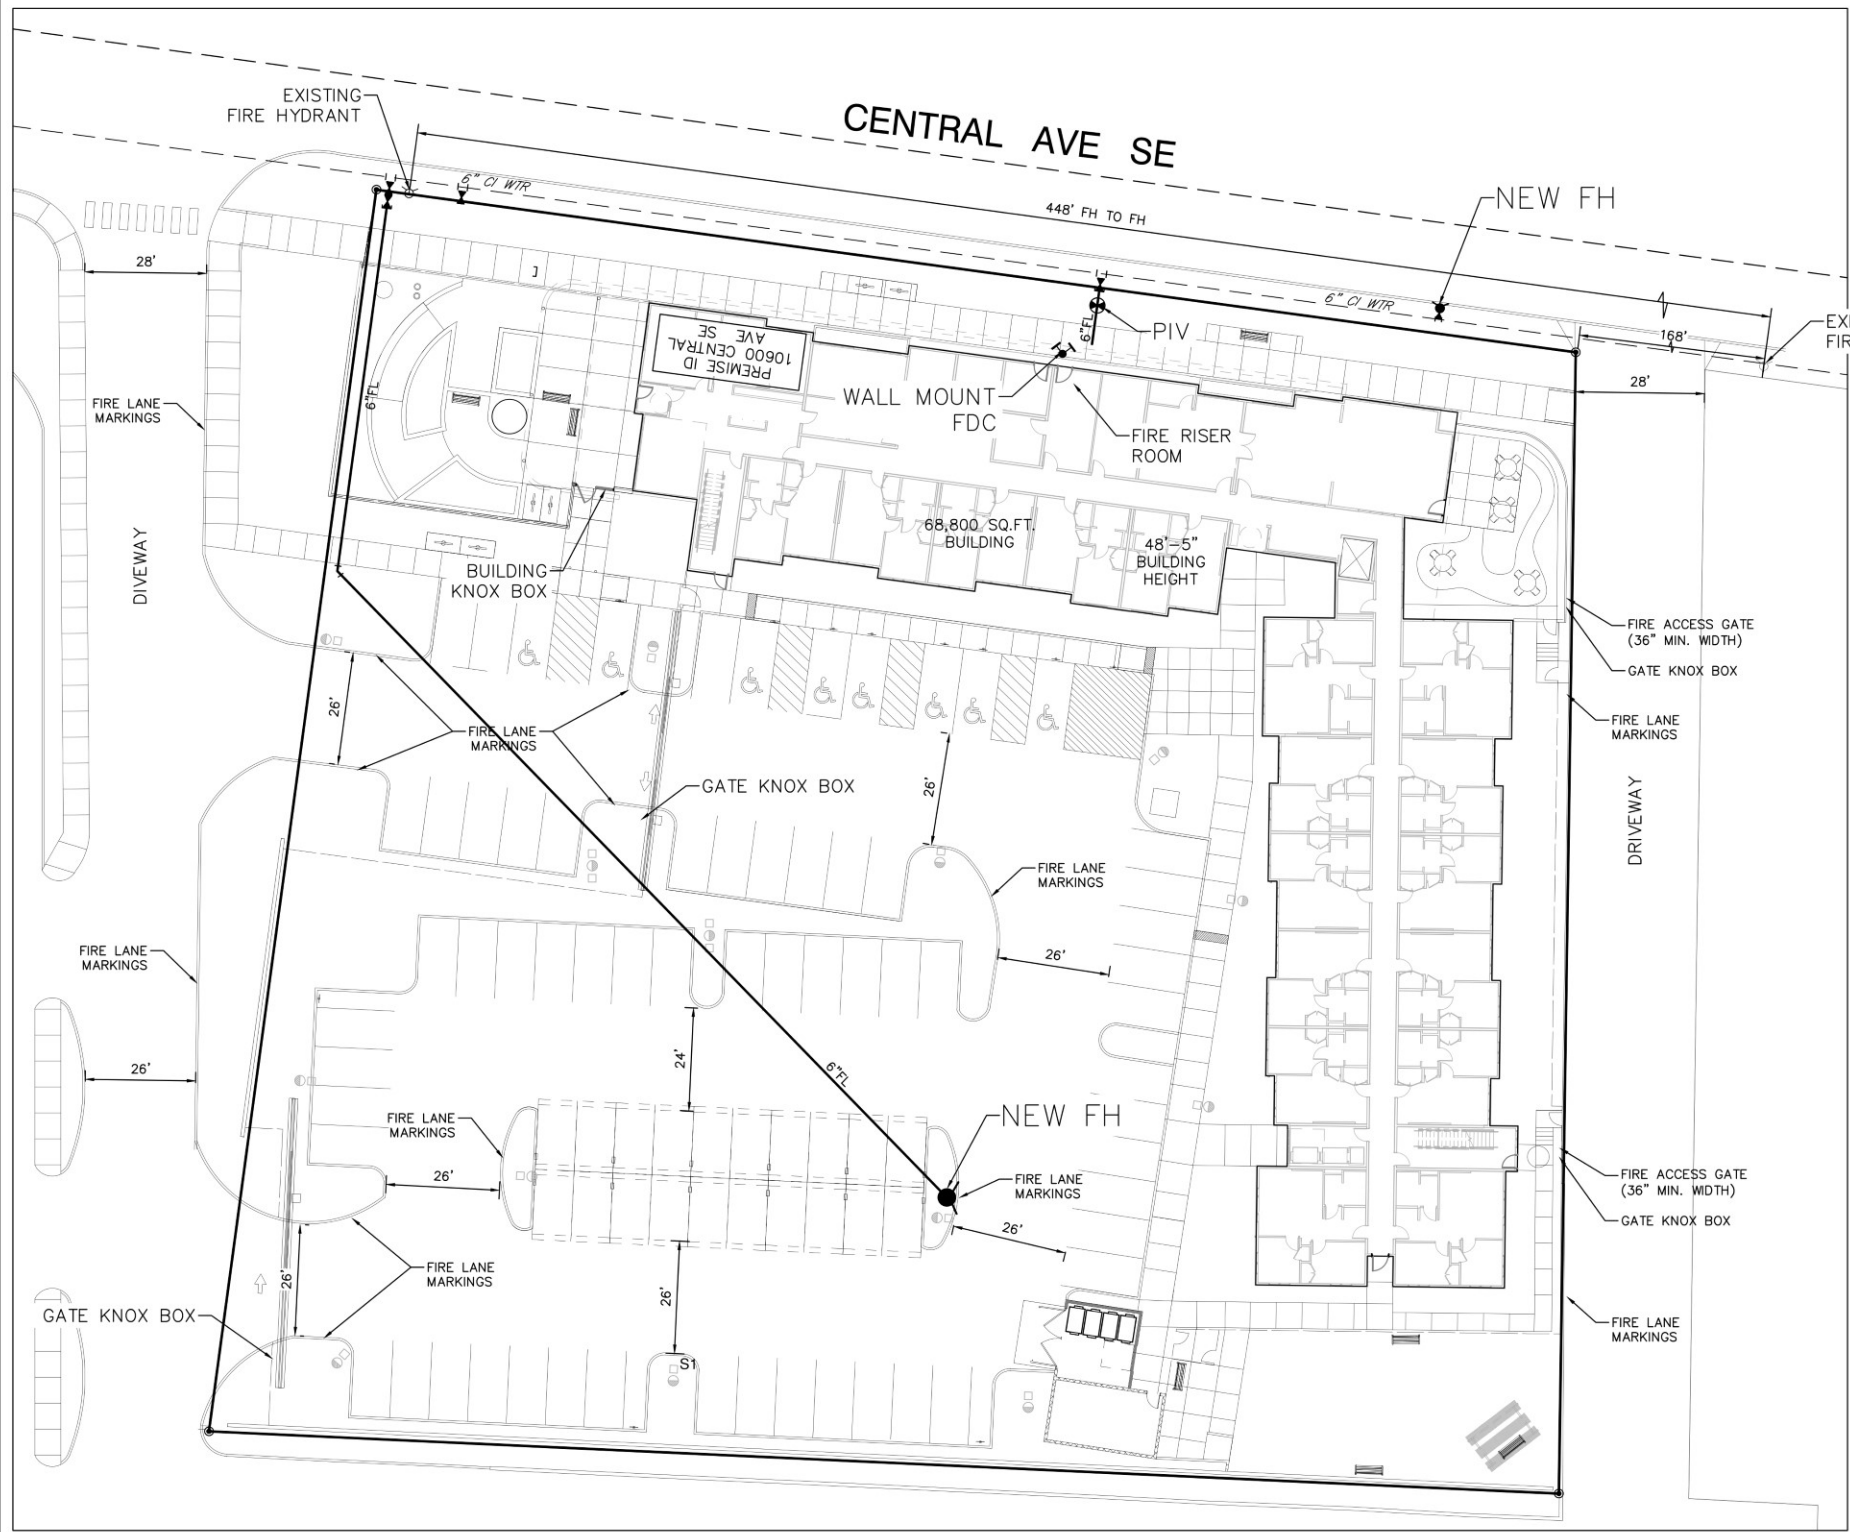 EXISTING
FIRE HYDRANT
CENTRAL AVE SE
6" CI WTR
448' FH TO FH
NEW FH
28'
6" CI WTR
168'
EX
FIR
PIV
6"FL
PREMISE ID
10600 CENTRAL
AVE SE
28'
6"FL
WALL MOUNT
FDC
FIRE LANE
MARKINGS
FIRE RISER
ROOM
68,800 SQ.FT.
BUILDING
48'-5"
BUILDING
HEIGHT
DIVEWAY
BUILDING
KNOX BOX
FIRE ACCESS GATE
(36" MIN. WIDTH)
GATE KNOX BOX
26'
FIRE LANE
MARKINGS
FIRE LANE
MARKINGS
GATE KNOX BOX
26'
DRIVEWAY
FIRE LANE
MARKINGS
FIRE LANE
MARKINGS
26'
24'
26'
6"FL
FIRE LANE
MARKINGS
NEW FH
26'
FIRE LANE
MARKINGS
FIRE ACCESS GATE
(36" MIN. WIDTH)
GATE KNOX BOX
26'
26'
FIRE LANE
MARKINGS
26'
GATE KNOX BOX
FIRE LANE
MARKINGS
S1